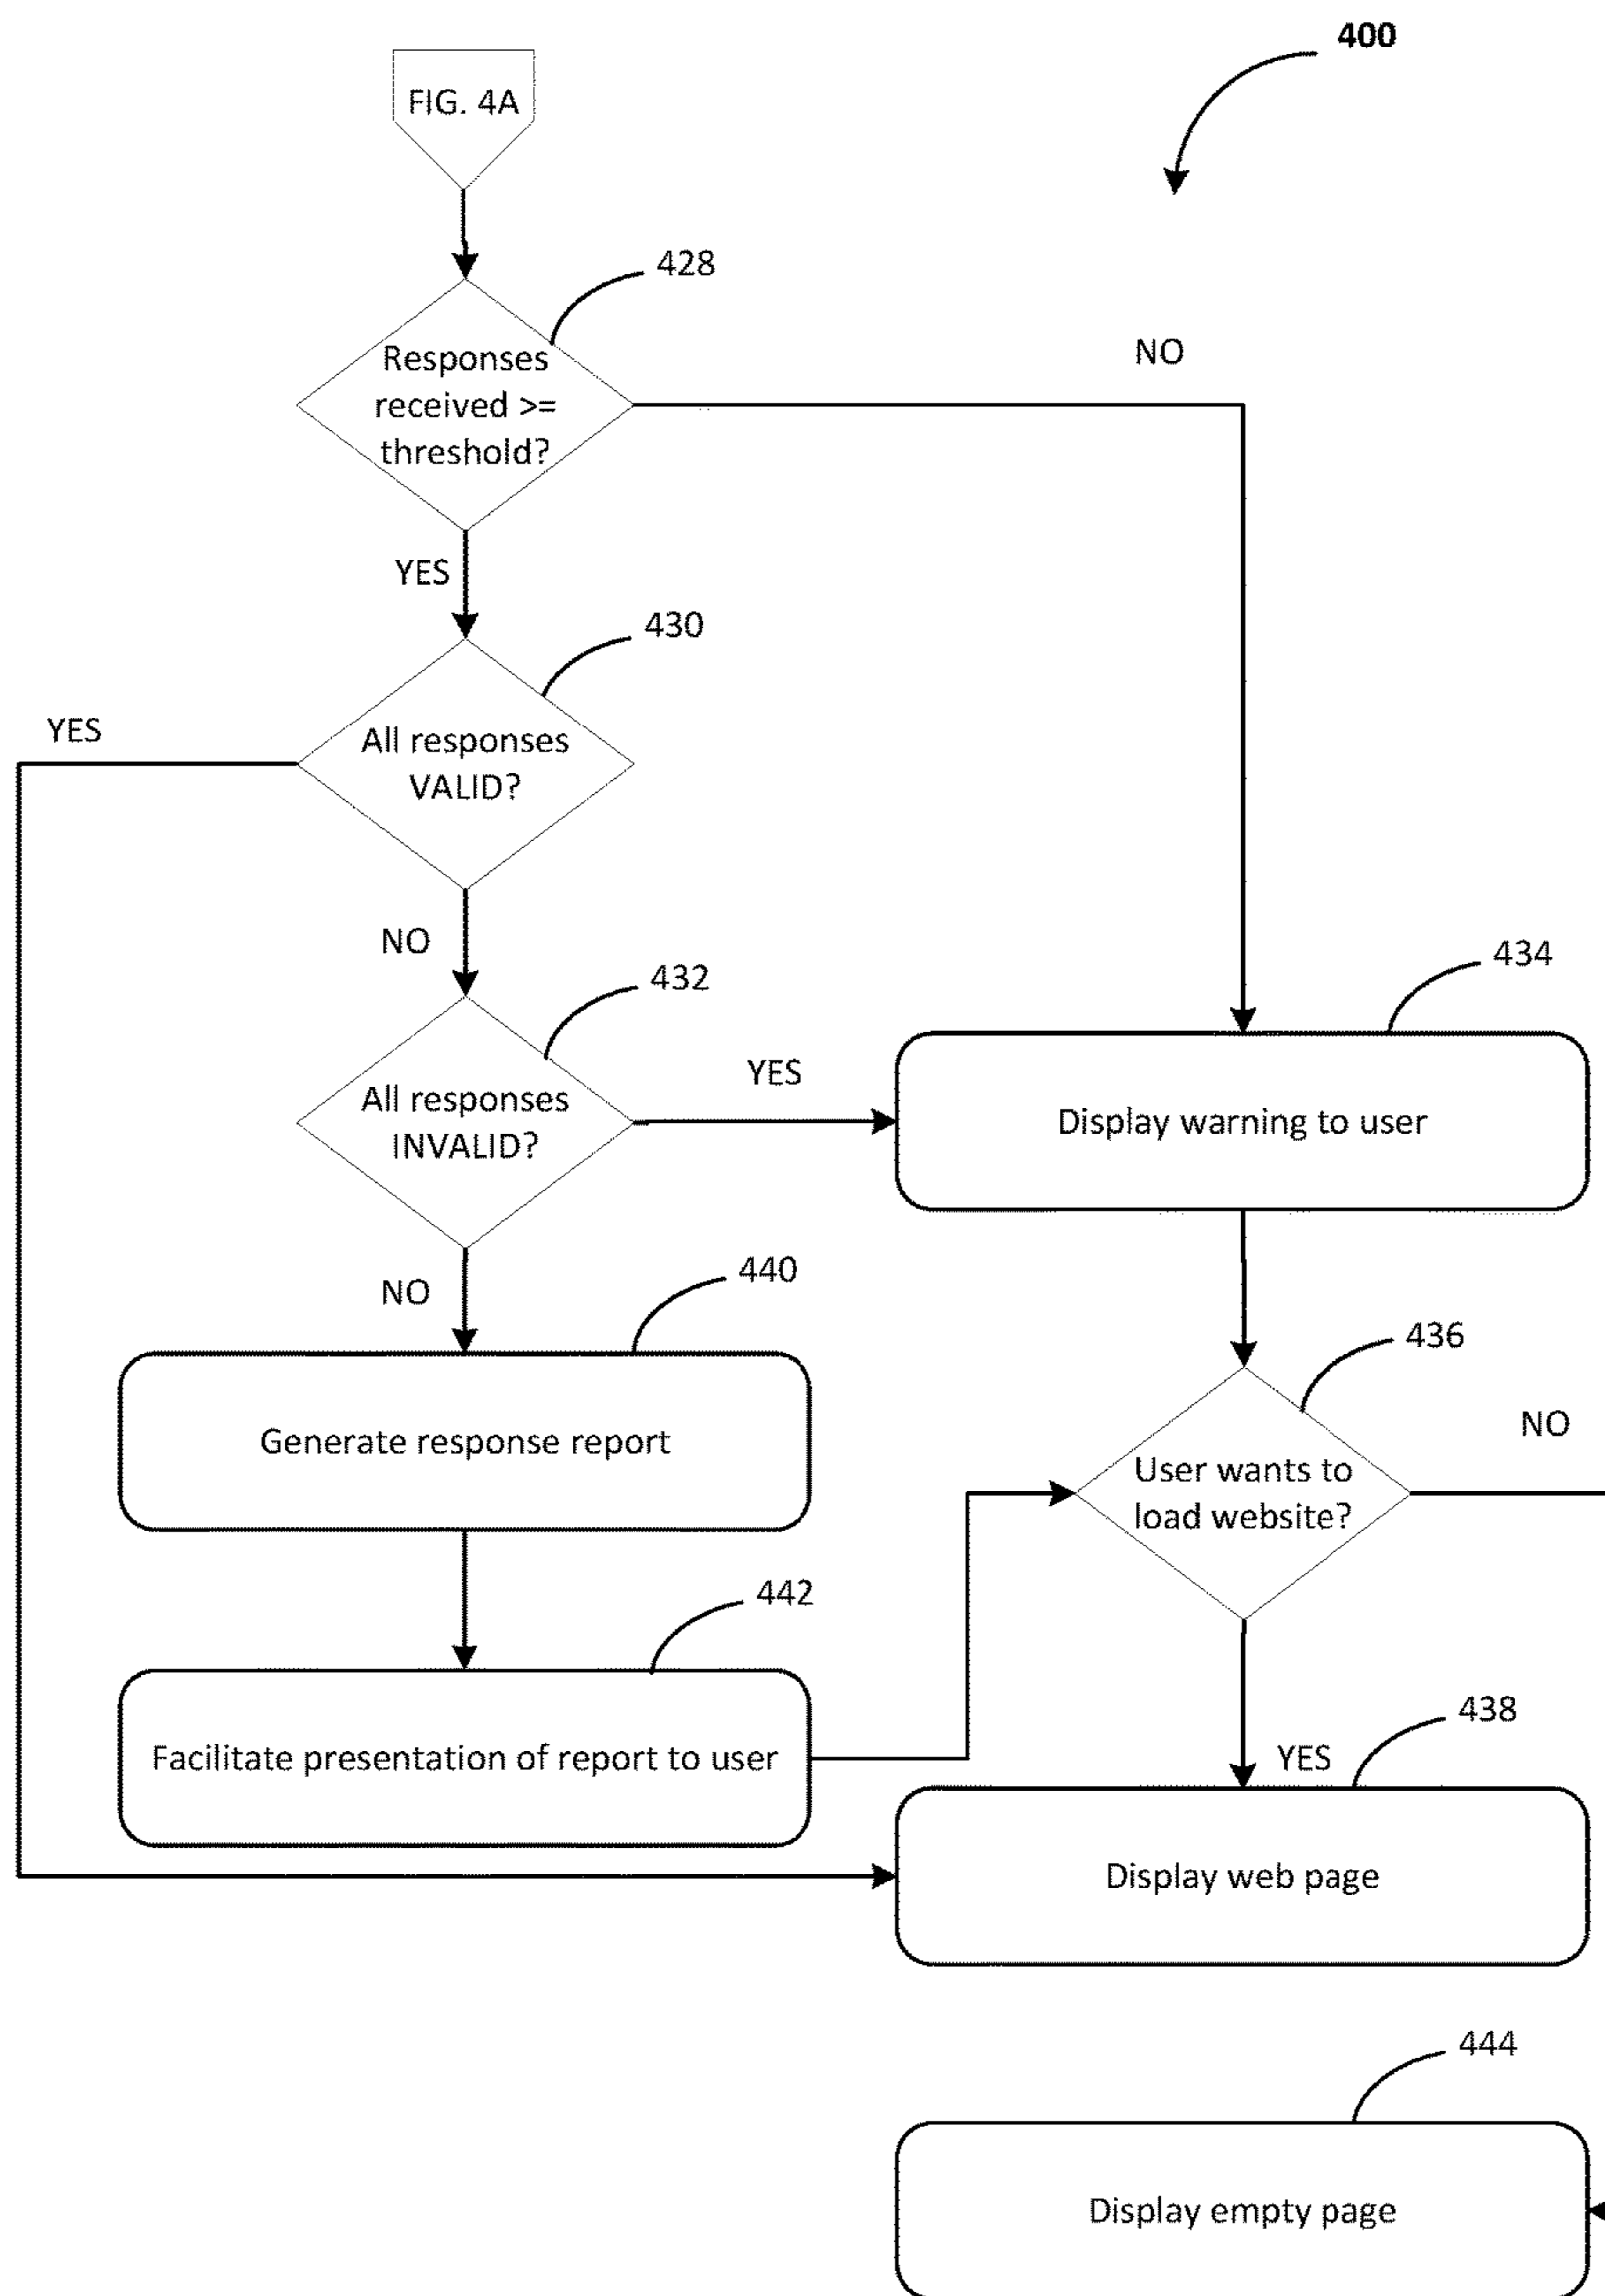 400
FIG. 4A
428
Responses
received >=
threshold?
NO
YES
430
YES
All responses
VALID?
NO
432
434
All responses
INVALID?
YES
Display warning to user
NO
440
436
Generate response report
User wants to
load website?
NO
442
Facilitate presentation of report to user
YES
438
Display web page
444
Display empty page